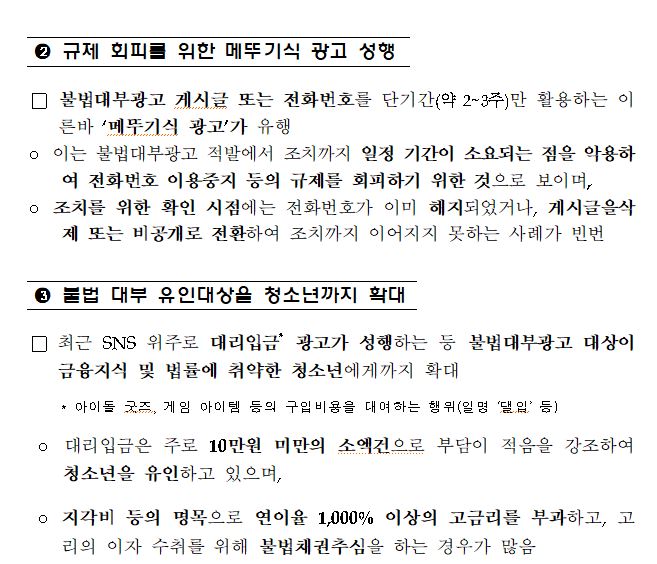 ❷ 규제 회피를 위한 메뚜기식 광고 성행
□ 불법대부광고 게시글 또는 전화번호를 단기간(약 2~3주)만 활용하는 이
른바 ‘메뚜기식 광고’가 유행
○ 이는 불법대부광고 적발에서 조치까지 일정 기간이 소요되는 점을 악용하
여 전화번호 이용중지 등의 규제를 회피하기 위한 것으로 보이며,
○ 조치를 위한 확인 시점에는 전화번호가 이미 해지되었거나, 게시글을삭
제 또는 비공개로 전환하여 조치까지 이어지지 못하는 사례가 빈번
❸ 불법 대부 유인대상을 청소년까지 확대
□ 최근 SNS 위주로 대리입금* 광고가 성행하는 등 불법대부광고 대상이
금융지식 및 법률에 취약한 청소년에게까지 확대
* 아이돌 굿즈, 게임 아이템 등의 구입비용을 대여하는 행위(일명 ‘댈입’ 등)
○ 대리입금은 주로 10만원 미만의 소액건으로 부담이 적음을 강조하여
청소년을 유인하고 있으며,
○ 지각비 등의 명목으로 연이율 1,000% 이상의 고금리를 부과하고, 고
리의 이자 수취를 위해 불법채권추심을 하는 경우가 많음